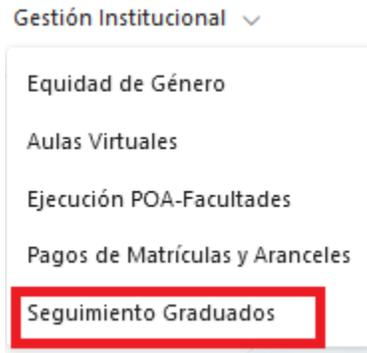 Gestión Institucional
Equidad de Género
Aulas Virtuales
Ejecución POA-Facultades
Pagos de Matrículas y Aranceles
Seguimiento Graduados